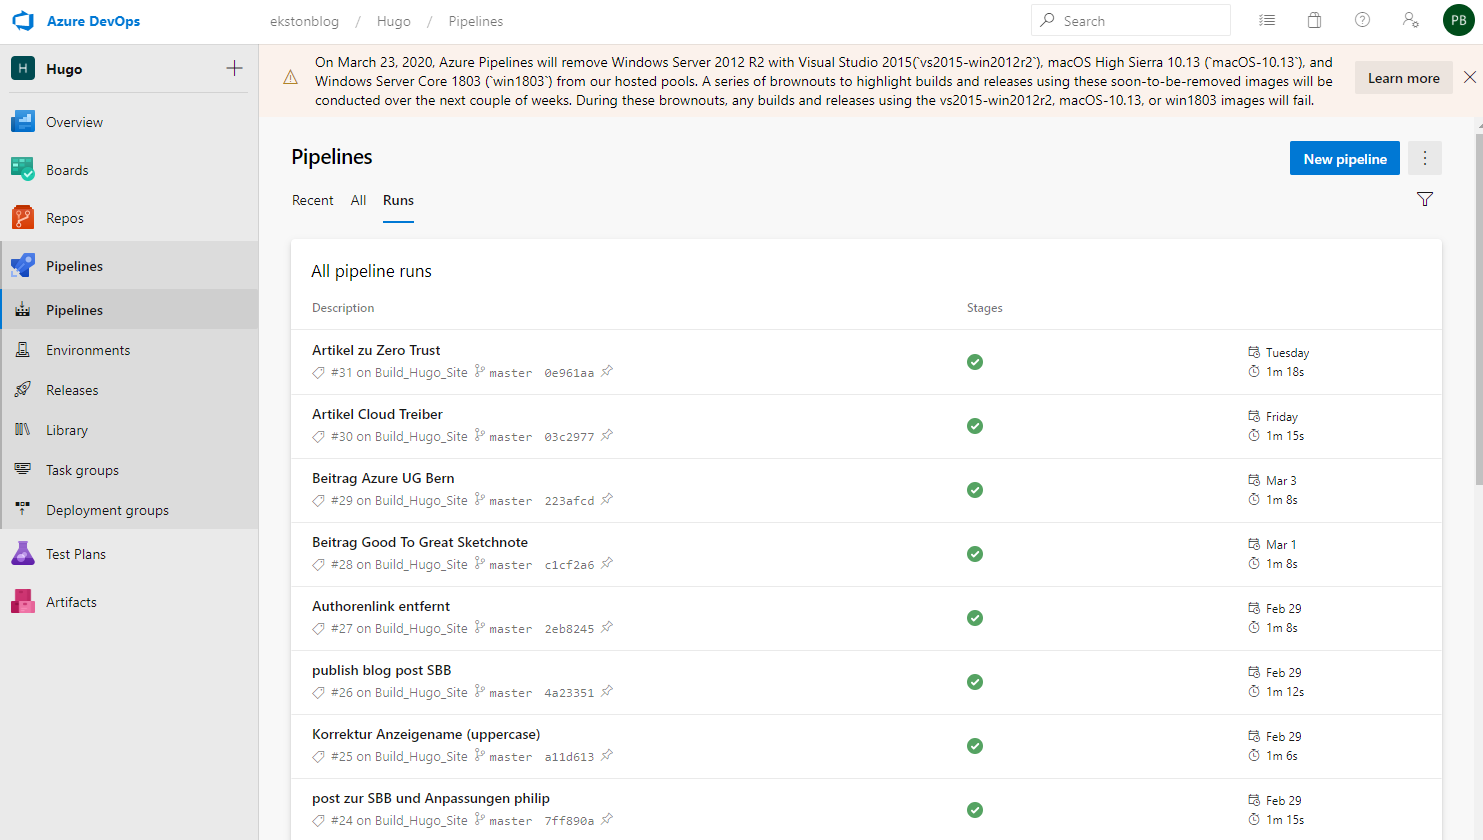 Azure DevOps
ekstonblog / Hugo / Pipelines
Search
PB
H Hugo
Overview
Boards
Repos
Pipelines
Pipelines
Environments
Releases
Library
Task groups
Deployment groups
Test Plans
Artifacts
On March 23, 2020, Azure Pipelines will remove Windows Server 2012 R2 with Visual Studio 2015(`vs2015-win2012r2`), macOS High Sierra 10.13 (`macOS-10.13`), and
Windows Server Core 1803 (`win1803`) from our hosted pools. A series of brownouts to highlight builds and releases using these soon-to-be-removed images will be
conducted over the next couple of weeks. During these brownouts, any builds and releases using the vs2015-win2012r2, macOS-10.13, or win1803 images will fail.
Learn more
Pipelines
New pipeline
Recent All Runs
All pipeline runs
Description Stages
Artikel zu Zero Trust
#31 on Build_Hugo_Site master 0e961aa
Tuesday
1m 18s
Artikel Cloud Treiber
#30 on Build_Hugo_Site master 03c2977
Friday
1m 15s
Beitrag Azure UG Bern
#29 on Build_Hugo_Site master 223afcd
Mar 3
1m 8s
Beitrag Good To Great Sketchnote
#28 on Build_Hugo_Site master c1cf2a6
Mar 1
1m 8s
Authorenlink entfernt
#27 on Build_Hugo_Site master 2eb8245
Feb 29
1m 8s
publish blog post SBB
#26 on Build_Hugo_Site master 4a23351
Feb 29
1m 12s
Korrektur Anzeigename (uppercase)
#25 on Build_Hugo_Site master a11d613
Feb 29
1m 6s
post zur SBB und Anpassungen philip
#24 on Build_Hugo_Site master 7ff890a
Feb 29
1m 15s